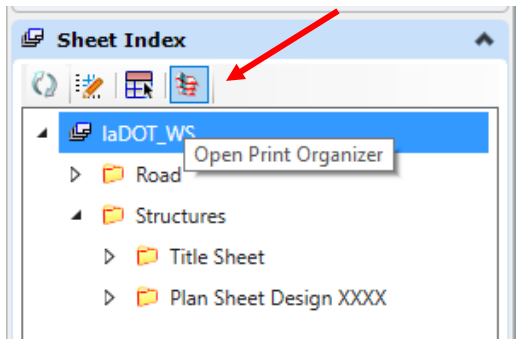 Sheet Index
IaDOT_WS
Open Print Organizer
Road
Structures
Title Sheet
Plan Sheet Design XXXX